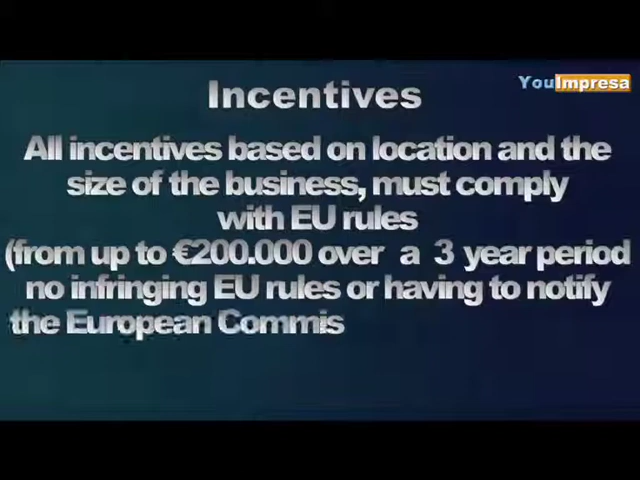 YouImpresa
Incentives
All incentives based on location and the
size of the business, must comply
with EU rules
(from up to €200.000 over a 3 year period
no infringing EU rules or having to notify
the European Commis